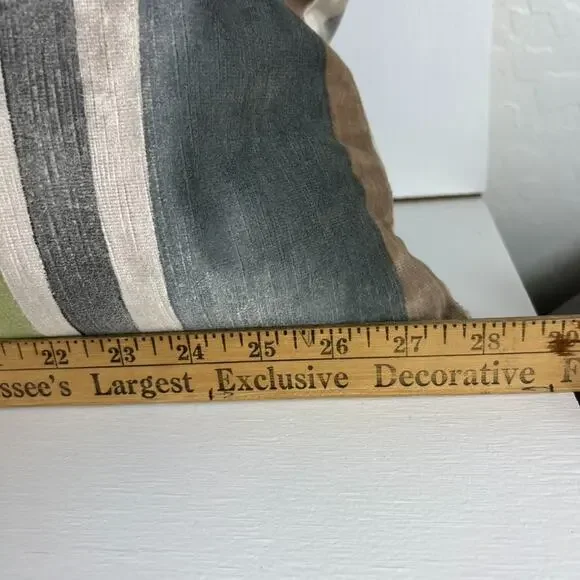 22 23 24 25 26 27 28
ssee's Largest Exclusive Decorative F